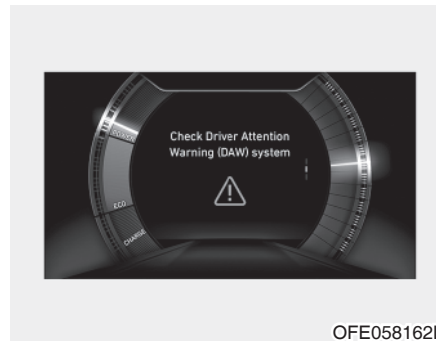 Check Driver Attention
Warning (DAW) system
POWER
ECO
CHARGE
OFE058162L